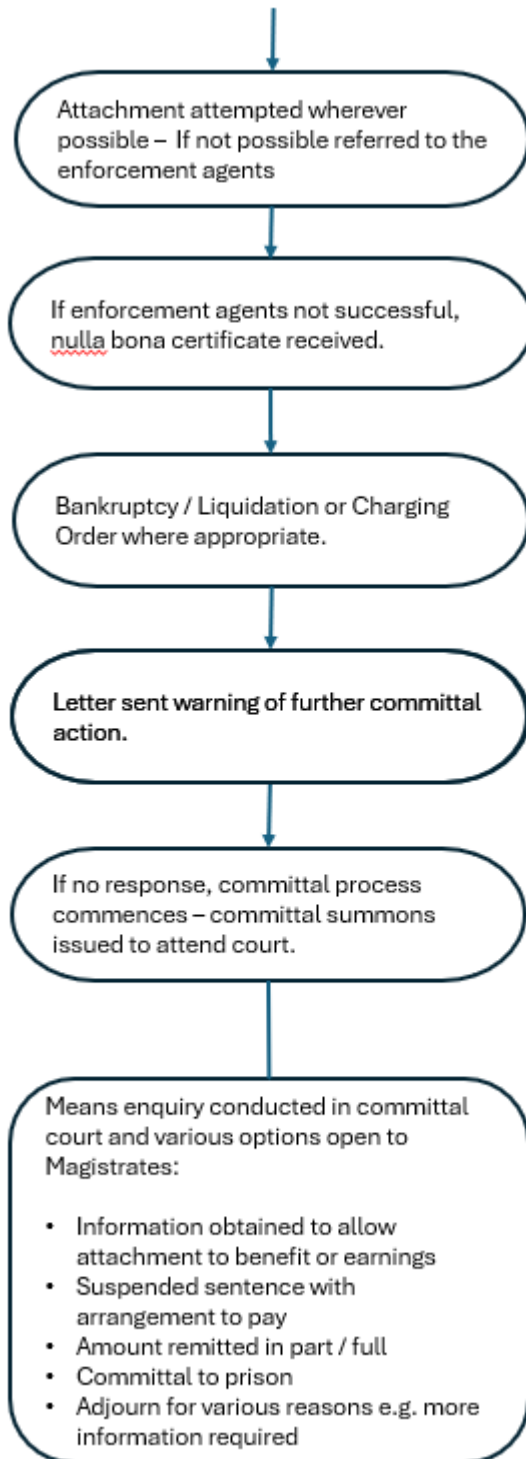 Attachment attempted wherever
possible – If not possible referred to the
enforcement agents
If enforcement agents not successful,
nulla bona certificate received.
Bankruptcy / Liquidation or Charging
Order where appropriate.
Letter sent warning of further committal
action.
If no response, committal process
commences – committal summons
issued to attend court.
Means enquiry conducted in committal
court and various options open to
Magistrates:
• Information obtained to allow
attachment to benefit or earnings
• Suspended sentence with
arrangement to pay
• Amount remitted in part / full
• Committal to prison
• Adjourn for various reasons e.g. more
information required